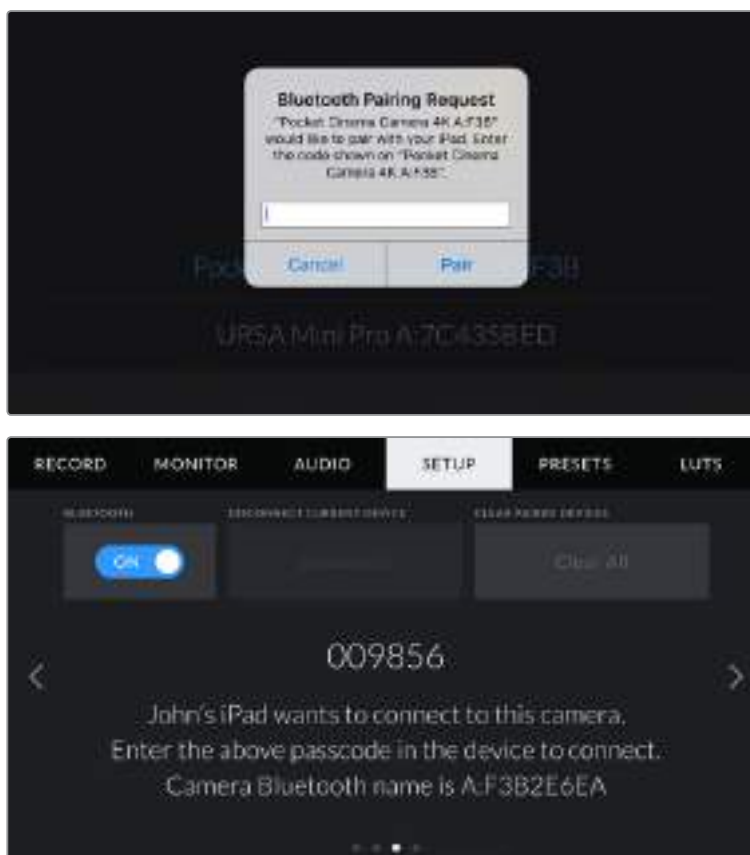 Bluetooth Pairing Request
"Pocket Cinema Camera 4K A:F3B"
would like to pair with your iPad. Enter
the code shown on "Pocket Cinema
Camera 4K A:F3B".
Cancel Pair
URSA Mini Pro A:7C435BED
RECORD MONITOR AUDIO SETUP PRESETS LUTS
BLUETOOTH DISCONNECT CURRENT DEVICE CLEAR PAIRED DEVICES
ON Clear All
009856
John's iPad wants to connect to this camera.
Enter the above passcode in the device to connect.
Camera Bluetooth name is A:F3B2E6EA